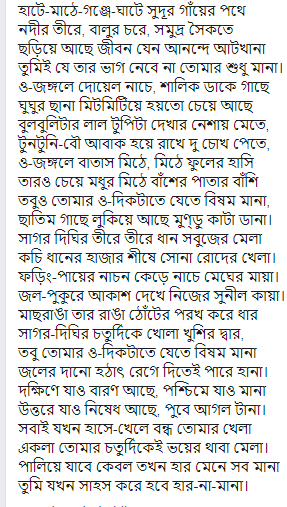 হাটে-মাঠে-গঞ্জে-ঘাটে সুদূর গাঁয়ের পথে
নদীর তীরে, বালুর চরে, সমুদ্র সৈকতে
ছড়িয়ে আছে জীবন যেন আনন্দে আটখানা
তুমিই যে তার ভাগ নেবে না তোমার শুধু মানা।
ও-জঙ্গলে দোয়েল নাচে, শালিক ডাকে গাছে
ঘুঘুর ছানা মিটমিটিয়ে হয়তো চেয়ে আছে
বুলবুলিটার লাল টুপিটা দেখার নেশায় মেতে,
টুনটুনি-বৌ আবাক হয়ে রাখে দু চোখ পেতে,
ও-জঙ্গলে বাতাস মিঠে, মিঠে ফুলের হাসি
তারও চেয়ে মধুর মিঠে বাঁশের পাতার বাঁশি
তবুও তোমার ও-দিকটাতে যেতে বিষম মানা,
ছাতিম গাছে লুকিয়ে আছে মুণ্ডু কাটা ডানা।
সাগর দিঘির তীরে তীরে ধান সবুজের মেলা
কচি ধানের হাজার শীষে সোনা রোদের খেলা।
ফড়িং-পায়ের নাচন কেড়ে নাচে মেঘের মায়া।
জল-পুকুরে আকাশ দেখে নিজের সুনীল কায়া।
মাছরাঙা তার রাঙা ঠোঁটের পরখ করে ধার
সাগর-দিঘির চতুর্দিকে খোলা খুশির দ্বার,
তবু তোমার ও-দিকটাতে যেতে বিষম মানা
জলের দানো হঠাৎ রেগে দিতেই পারে হানা।
দক্ষিণে যাও বারণ আছে, পশ্চিমে যাও মানা
উত্তরে যাও নিষেধ আছে, পুবে আগল টানা।
সবাই যখন হাসে-খেলে বন্ধ তোমার খেলা
একলা তোমার চতুর্দিকেই ভয়ের থাবা মেলা।
পালিয়ে যাবে কেবল তখন হার মেনে সব মানা
তুমি যখন সাহস করে হবে হার-না-মানা।